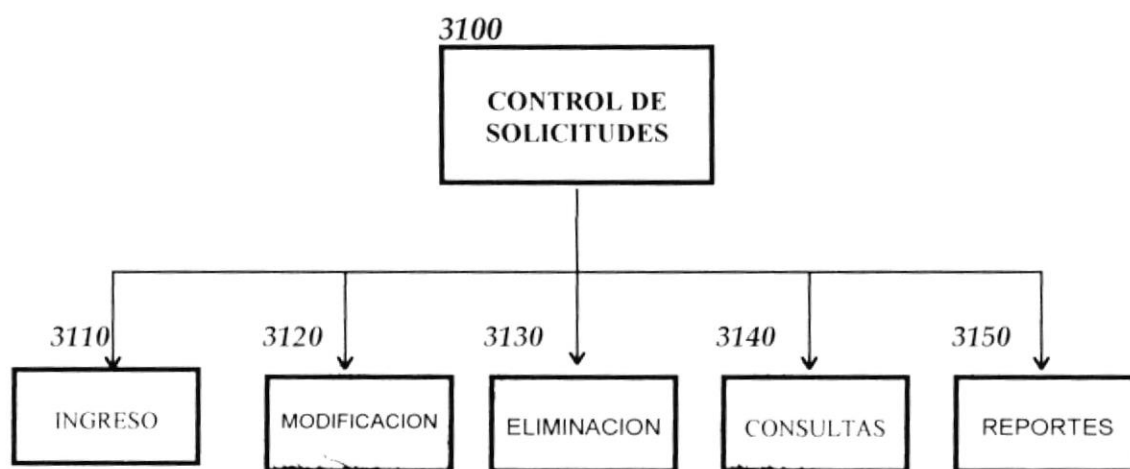 3100
CONTROL DE
SOLICITUDES
3110
3120
3130
3140
3150
INGRESO
MODIFICACION
ELIMINACION
CONSULTAS
REPORTES